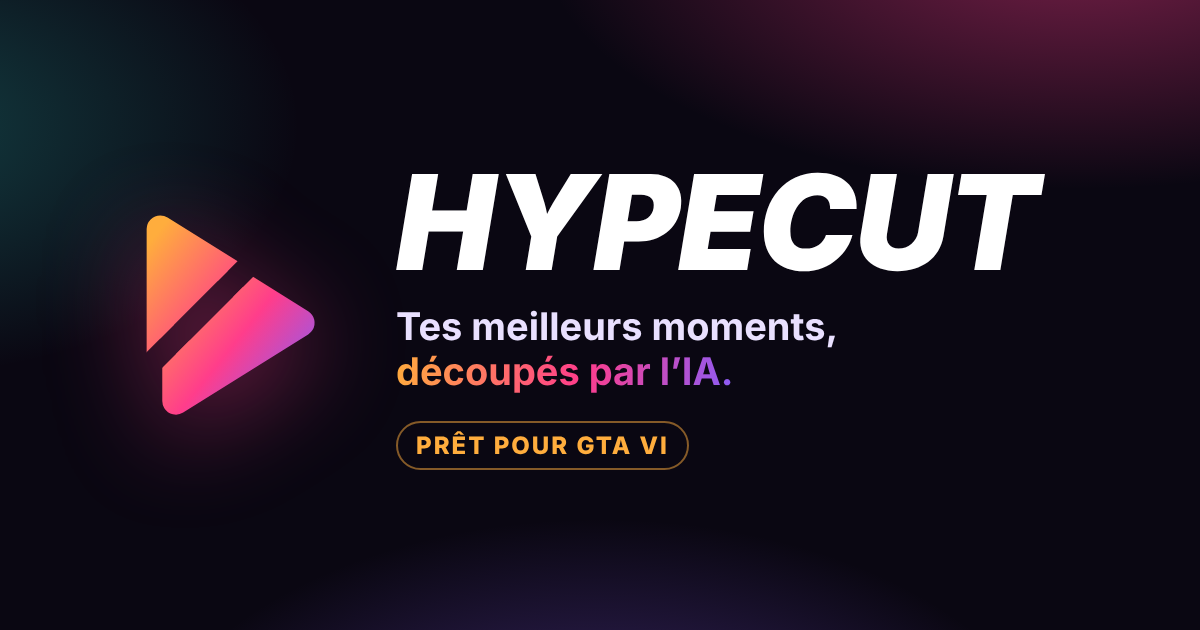 HYPECUT
Tes meilleurs moments,
découpés par l’IA.
PRÊT POUR GTA VI